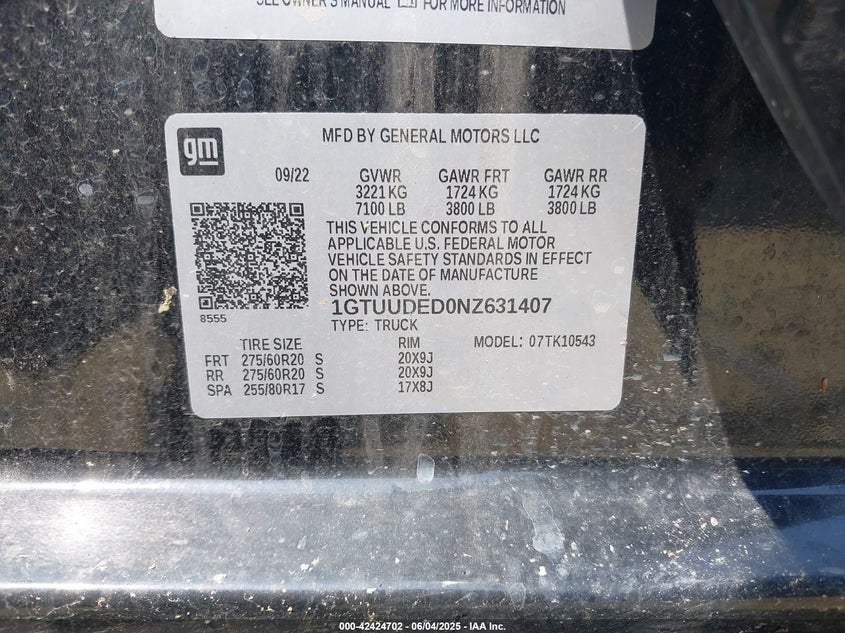 SEE OWNER'S MANUAL FOR MORE INFORMATION
gm
MFD BY GENERAL MOTORS LLC
09/22 GVWR GAWR FRT GAWR RR
3221 KG 1724 KG 1724 KG
7100 LB 3800 LB 3800 LB
THIS VEHICLE CONFORMS TO ALL
APPLICABLE U.S. FEDERAL MOTOR
VEHICLE SAFETY STANDARDS IN EFFECT
ON THE DATE OF MANUFACTURE
SHOWN ABOVE.
8555
1GTUUDED0NZ631407
TYPE: TRUCK
TIRE SIZE RIM MODEL: 07TK10543
FRT 275/60R20 S 20X9J
RR 275/60R20 S 20X9J
SPA 255/80R17 S 17X8J
000-42424702 - 06/04/2025 - IAA Inc.